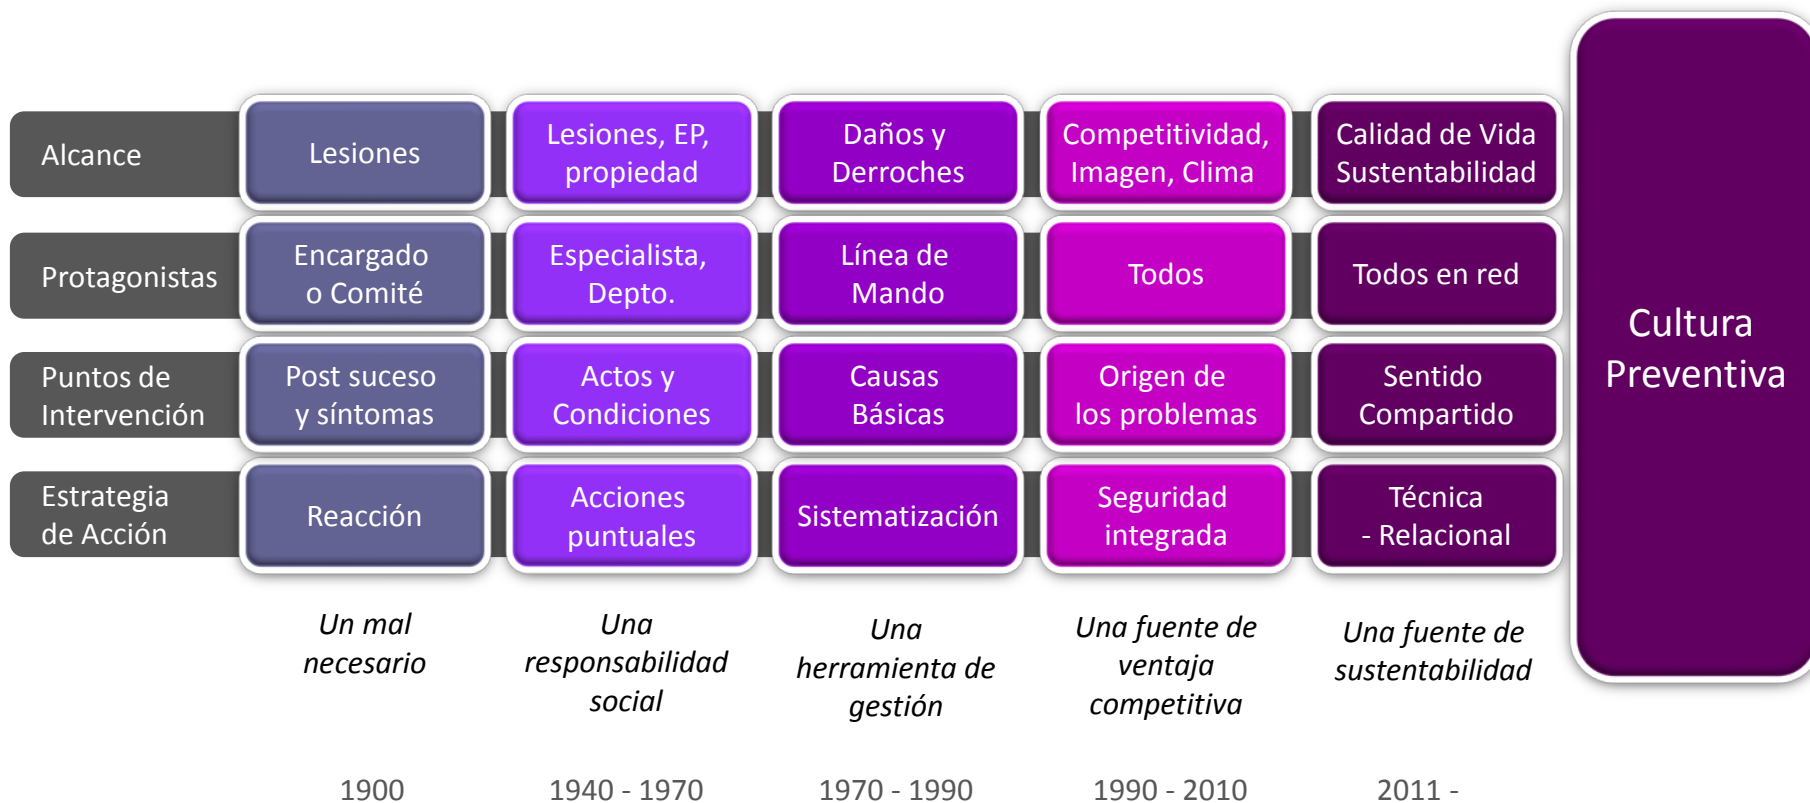 Alcance
Lesiones
Lesiones, EP,
propiedad
Daños y
Derroches
Competitividad,
Imagen, Clima
Calidad de Vida
Sustentabilidad
Protagonistas
Encargado
o Comité
Especialista,
Depto.
Línea de
Mando
Todos
Todos en red
Puntos de
Intervención
Post suceso
y síntomas
Actos y
Condiciones
Causas
Básicas
Origen de
los problemas
Sentido
Compartido
Estrategia
de Acción
Reacción
Acciones
puntuales
Sistematización
Seguridad
integrada
Técnica
- Relacional
Cultura
Preventiva
Un mal
necesario
Una
responsabilidad
social
Una
herramienta de
gestión
Una fuente de
ventaja
competitiva
Una fuente de
sustentabilidad
1900
1940 - 1970
1970 - 1990
1990 - 2010
2011 -